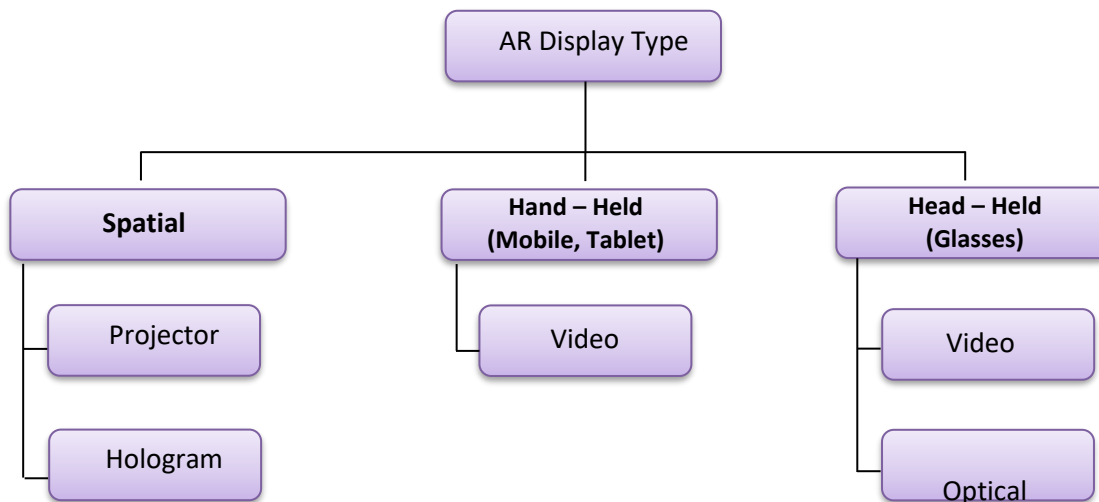 AR Display Type
Spatial
Hand – Held
(Mobile, Tablet)
Head – Held
(Glasses)
Projector
Video
Video
Hologram
Optical